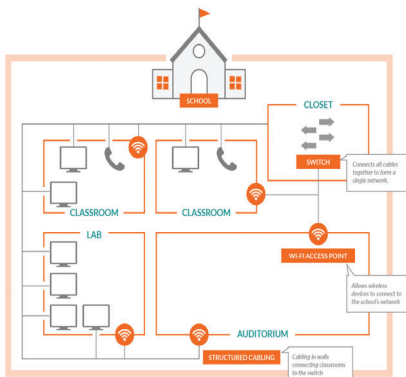 SCHOOL
CLOSET
SWITCH
Connects all cables
together to form a
single network.
CLASSROOM
CLASSROOM
LAB
WI-FI ACCESS POINT
Allows wireless
devices to connect to
the school's network
AUDITORIUM
STRUCTURED CABLING
Cabling in walls
connecting classrooms
to the switch